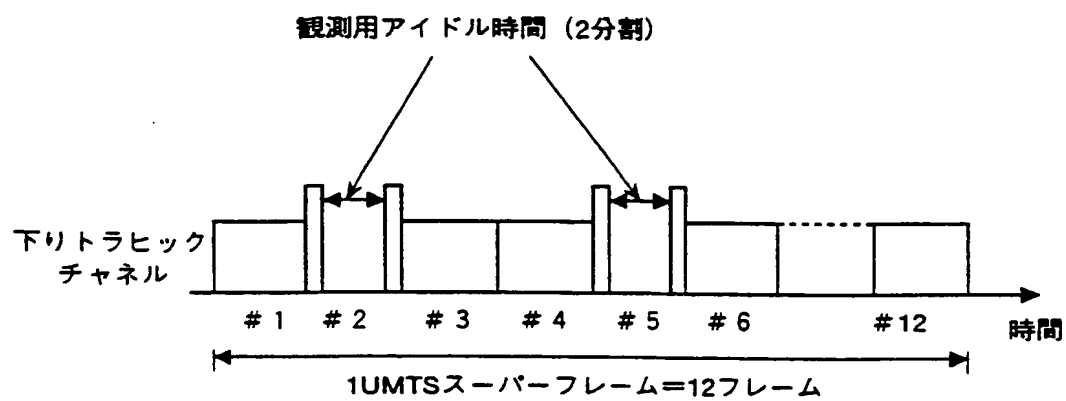 観測用アイドル時間 (2分割)
下りトラヒック
チャネル
#1 #2 #3 #4 #5 #6 #12
時間
1UMTSスーパーフレーム=12フレーム